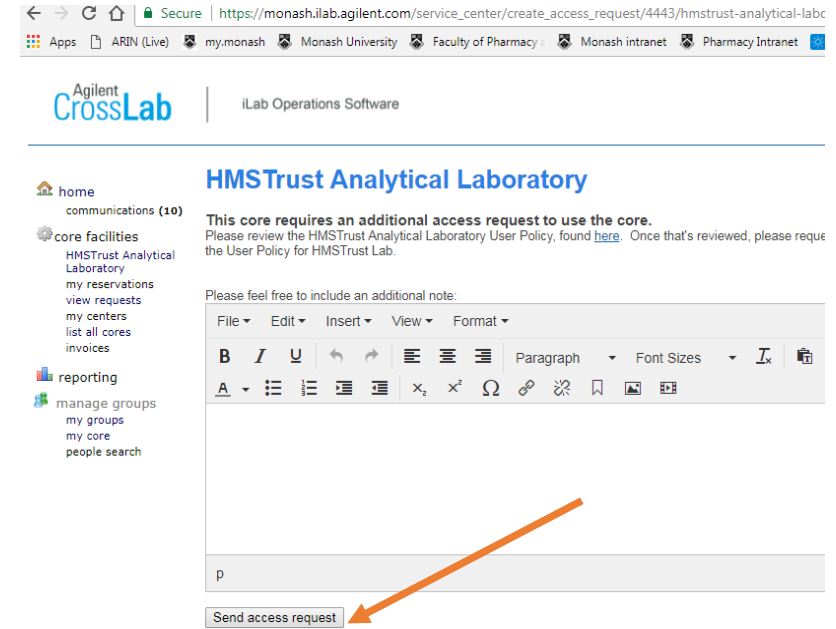 Secure | https://monash.ilab.agilent.com/service_center/create_access_request/4443/hmstrust-analytical-labo
Apps ARIN (Live) my.monash Monash University Faculty of Pharmacy Monash intranet Pharmacy Intranet
Agilent
CrossLab
iLab Operations Software
home
communications (10)
core facilities
HMSTrust Analytical
Laboratory
my reservations
view requests
my centers
list all cores
invoices
reporting
manage groups
my groups
my core
people search
HMSTrust Analytical Laboratory
This core requires an additional access request to use the core.
Please review the HMSTrust Analytical Laboratory User Policy, found here. Once that's reviewed, please reque
the User Policy for HMSTrust Lab.
Please feel free to include an additional note:
File Edit Insert View Format
B I U Paragraph Font Sizes Tx
A x₂ x² Ω
p
Send access request